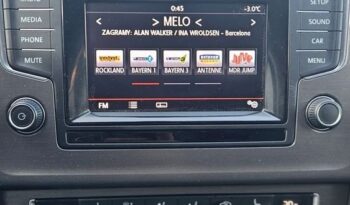 RADIO
MEDIA
PHONE
MUTE
0:45
-3.0°C
> MELO <
ZAGRAMY: ALAN WALKER / INA WROLDSEN - Barcelona
ROCKLAND
BAYERN 1
BAYERN 3
ANTENNE
MDR JUMP
FM
SETUP
SOUND
CAR
MENU